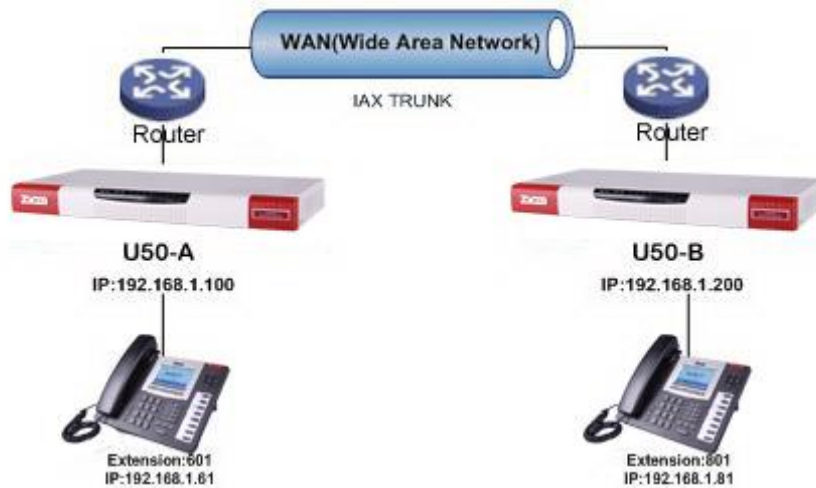 WAN(Wide Area Network)
IAX TRUNK
Router
Router
U50-A
U50-B
IP:192.168.1.100
IP:192.168.1.200
Extension:601
IP:192.168.1.61
Extension:801
IP:192.168.1.81